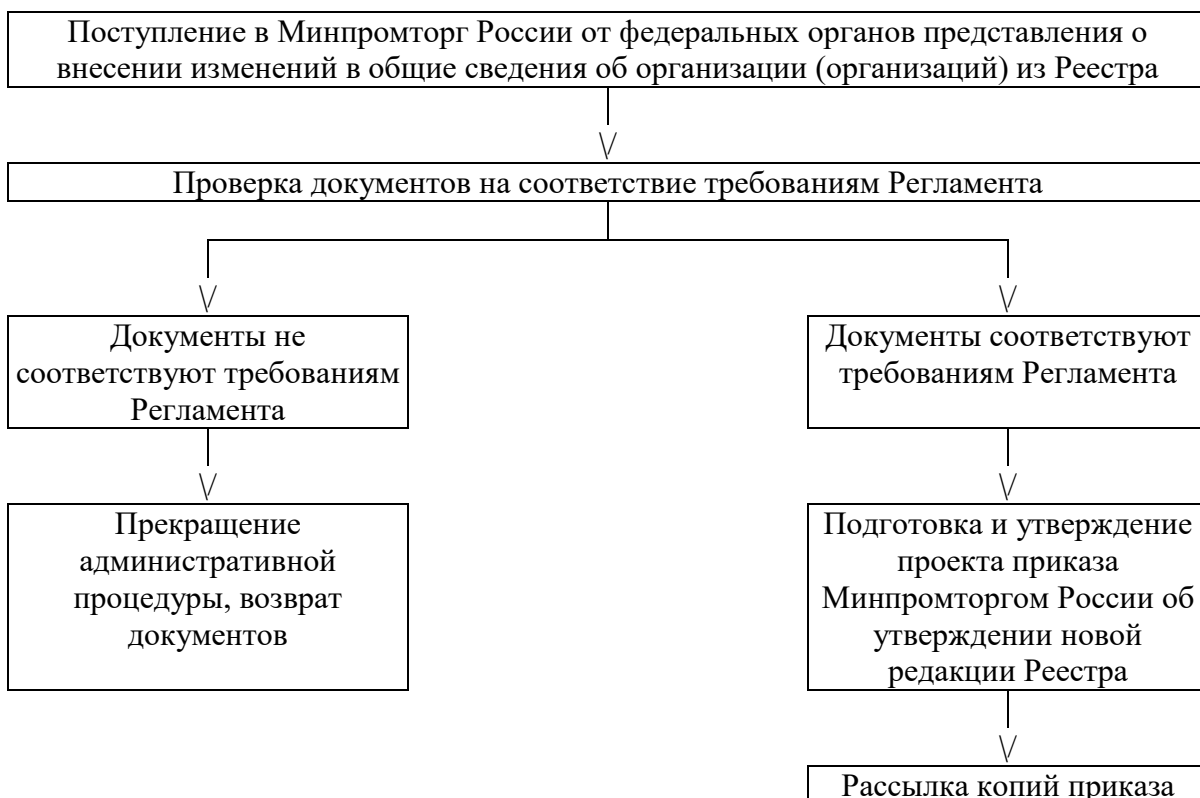 Поступление в Минпромторг России от федеральных органов представления о
внесении изменений в общие сведения об организации (организаций) из Реестра
Проверка документов на соответствие требованиям Регламента
Документы не
соответствуют требованиям
Регламента
Документы соответствуют
требованиям Регламента
Прекращение
административной
процедуры, возврат
документов
Подготовка и утверждение
проекта приказа
Минпромторгом России об
утверждении новой
редакции Реестра
Рассылка копий приказа